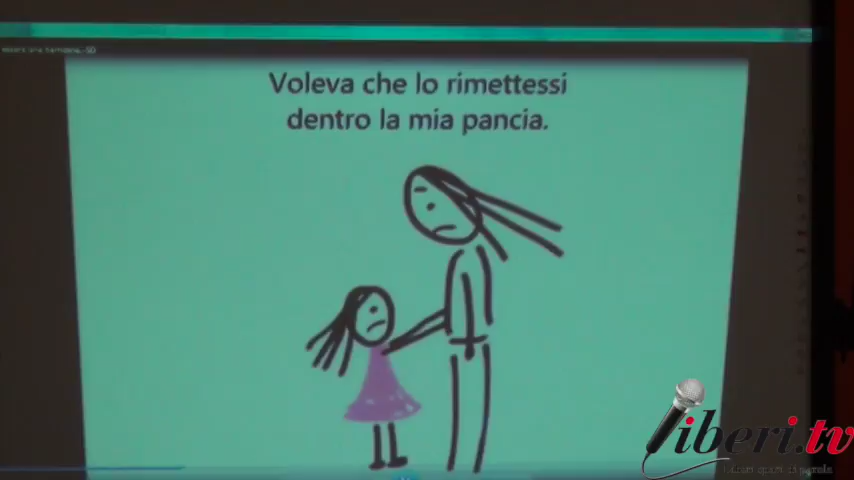 Voleva che lo rimettessi
dentro la mia pancia.
liberi.tv